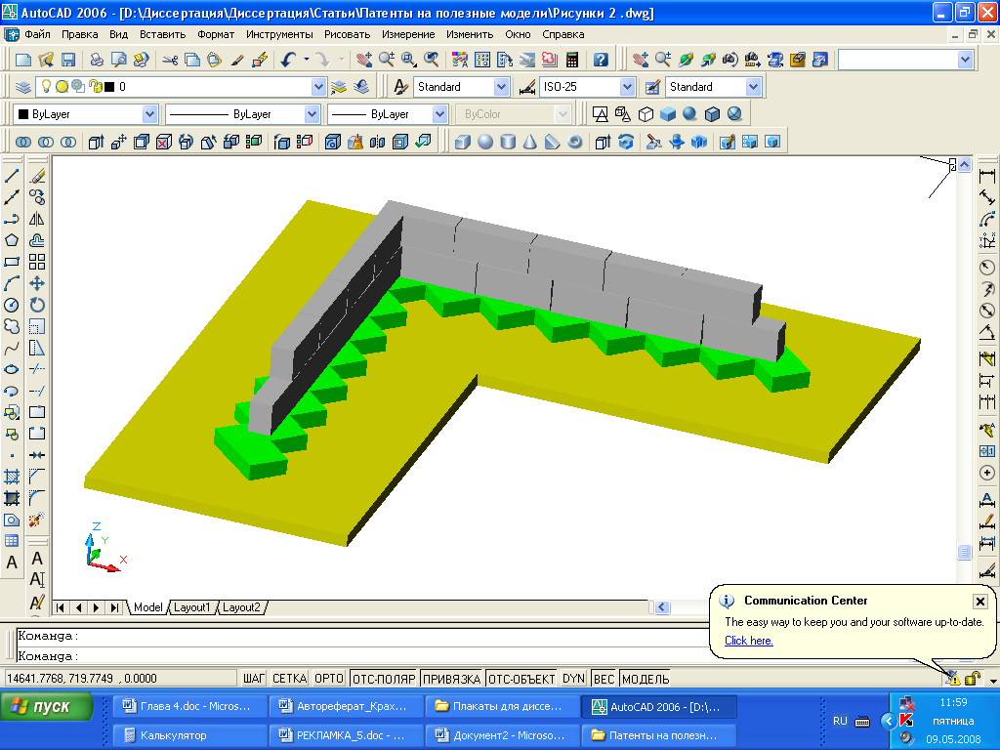 AutoCAD 2006 - [D:\Диссертация\Диссертация\Статьи\Патенты на полезные модели\Рисунки 2 .dwg]
Файл Правка Вид Вставить Формат Инструменты Рисовать Измерение Изменить Окно Справка
0 Standard ISO-25 Standard
ByLayer ByLayer ByLayer ByColor
Z
Y
X
Model Layout1 Layout2
Communication Center
The easy way to keep you and your software up-to-date.
Click here.
Команда:
Команда:
14641.7768, 719.7749 , 0.0000 ШАГ СЕТКА ОРТО ОТС-ПОЛЯР ПРИВЯЗКА ОТС-ОБЪЕКТ DYN ВЕС МОДЕЛЬ
пуск Глава 4.doc - Micros... Автореферат_Крах... Плакаты для диссе... AutoCAD 2006 - [D:\... 11:59
RU пятница
Калькулятор РЕКЛАМКА_5.doc - ... Документ2 - Microso... Патенты на полезн... 09.05.2008